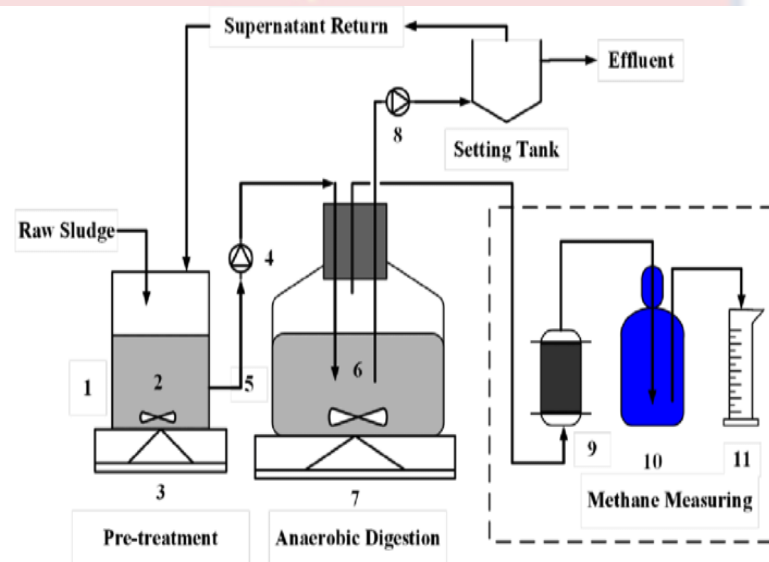 Supernatant Return
Effluent
8
Setting Tank
Raw Sludge
4
1
2
5
6
9
10
11
3
7
Methane Measuring
Pre-treatment
Anaerobic Digestion